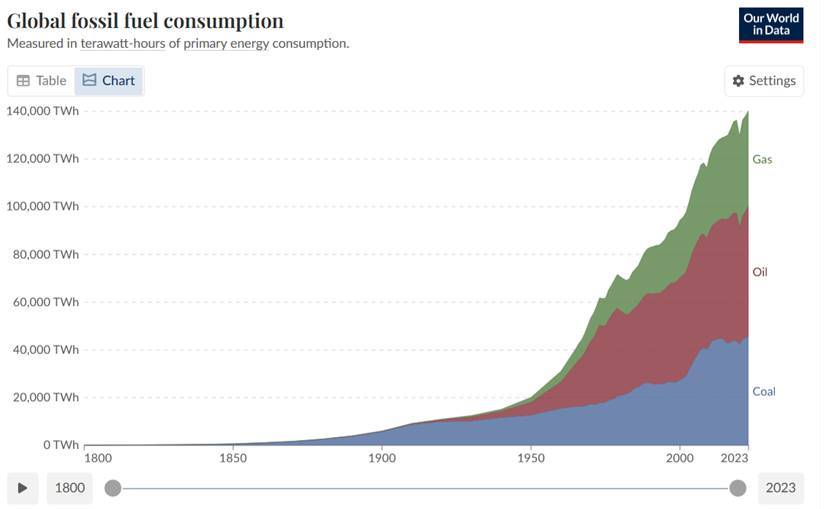 Global fossil fuel consumption
Measured in terawatt-hours of primary energy consumption.
Our World
in Data
Table
Chart
Settings
140,000 TWh
120,000 TWh
100,000 TWh
80,000 TWh
60,000 TWh
40,000 TWh
20,000 TWh
0 TWh
Gas
Oil
Coal
1800
1850
1900
1950
2000
2023
1800
2023